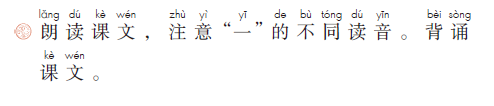 lǎng dú kè wén zhù yì yī de bù tóng dú yīn bèi sòng
朗读课文，注意“一”的不同读音。背诵
kè wén
课文。